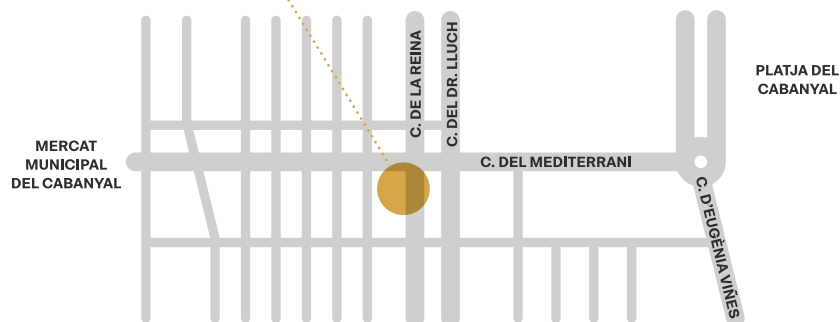 MERCAT
MUNICIPAL
DEL CABANYAL
C. DE LA REINA
C. DEL DR. LLUCH
C. DEL MEDITERRANI
C. D'EUGÈNIA VIÑES
PLATJA DEL
CABANYAL